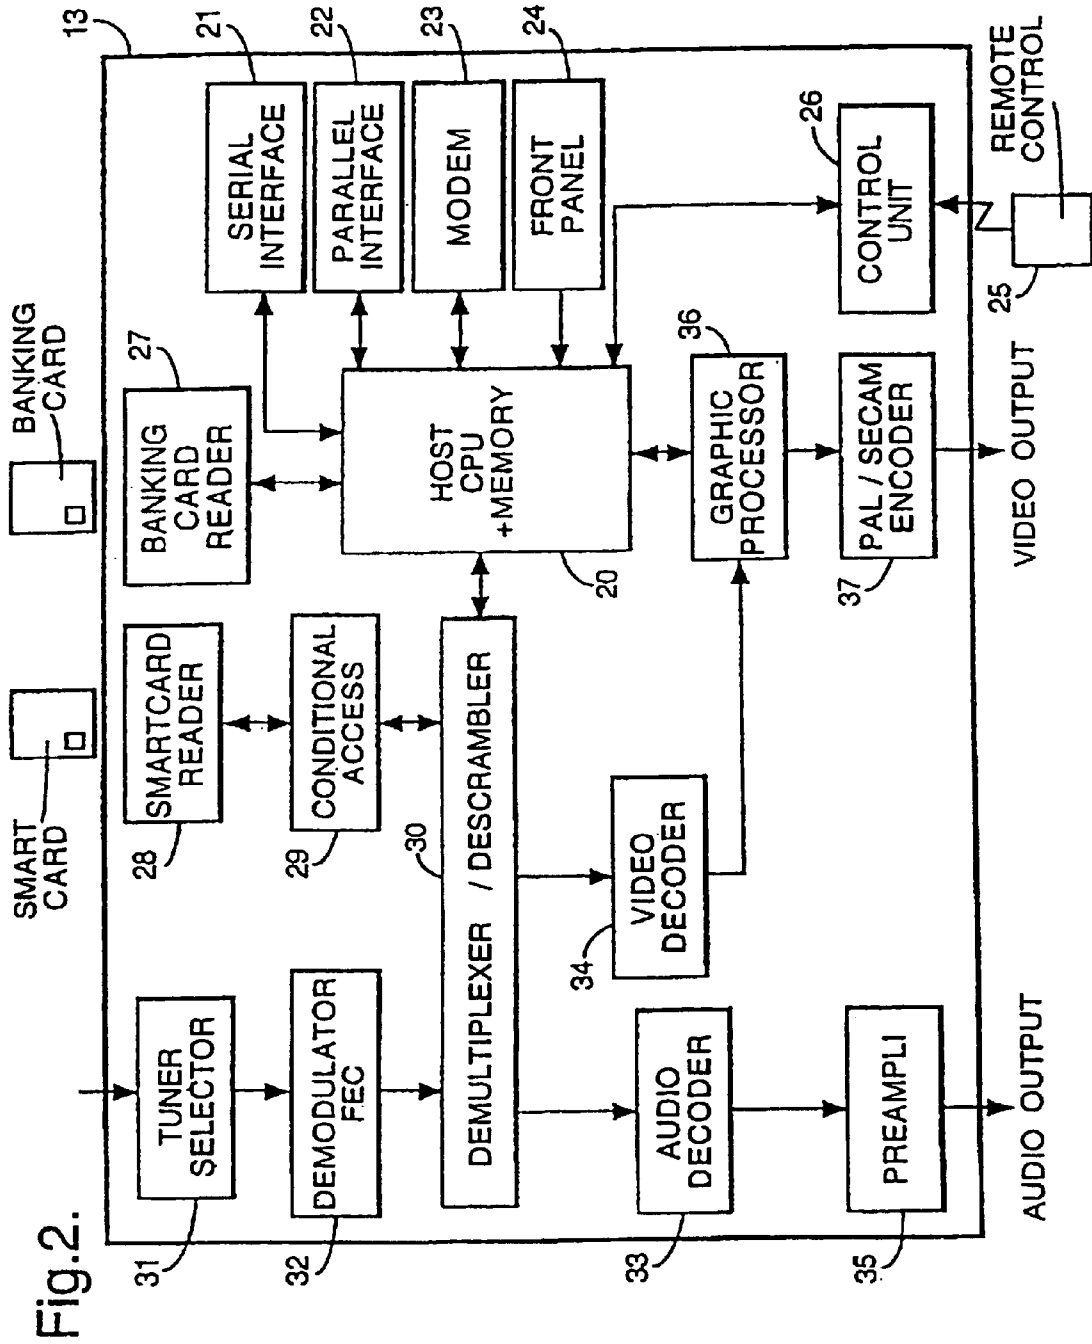 Fig.2.
SMART
CARD
BANKING
CARD
13
31
TUNER
SELECTOR
28
SMARTCARD
READER
27
BANKING
CARD
READER
21
SERIAL
INTERFACE
22
PARALLEL
INTERFACE
23
MODEM
24
FRONT
PANEL
32
DEMODULATOR
FEC
29
CONDITIONAL
ACCESS
30
DEMULTIPLEXER / DESCRAMBLER
HOST
CPU
+MEMORY
20
33
AUDIO
DECODER
34
VIDEO
DECODER
36
GRAPHIC
PROCESSOR
35
PREAMPLI
37
PAL / SECAM
ENCODER
26
CONTROL
UNIT
AUDIO OUTPUT
VIDEO OUTPUT
25
REMOTE
CONTROL